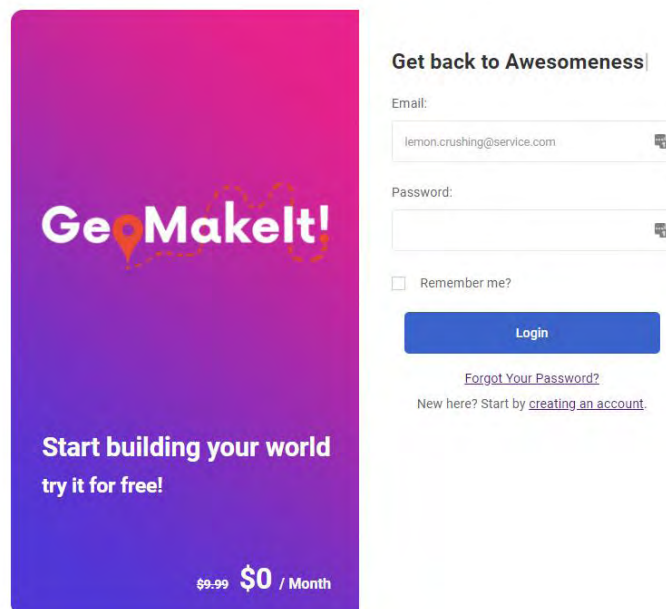 GeoMakeIt!
Start building your world
try it for free!
$9.99 $0 / Month
Get back to Awesomeness
Email:
lemon.crushing@service.com
Password:
Remember me?
Login
Forgot Your Password?
New here? Start by creating an account.